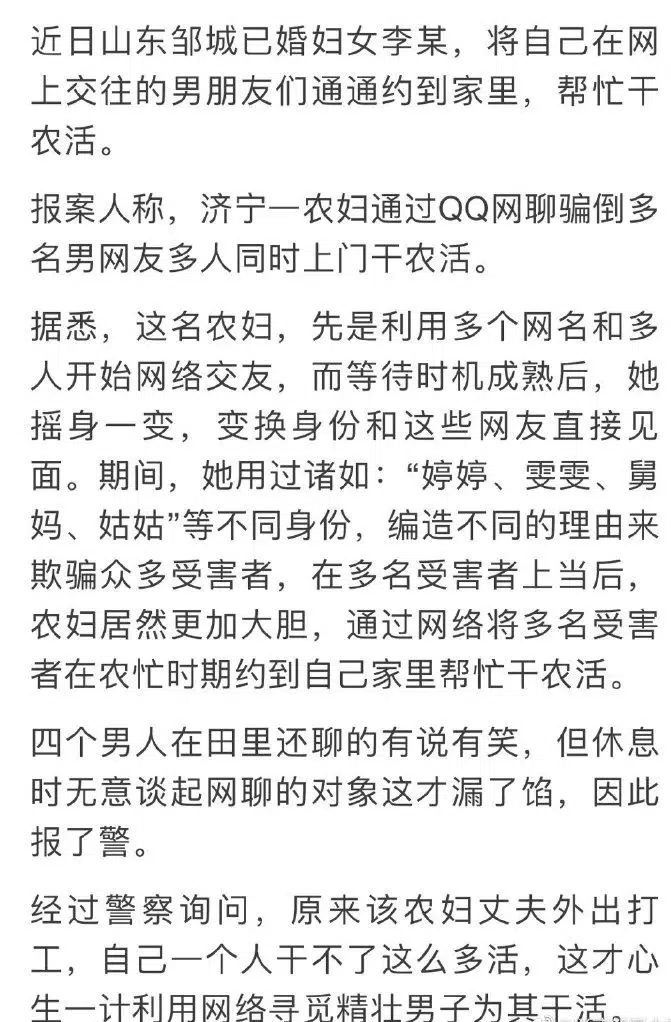 近日山东邹城已婚妇女李某，将自己在网
上交往的男朋友们通通约到家里，帮忙干
农活。
报案人称，济宁一农妇通过QQ网聊骗倒多
名男网友多人同时上门干农活。
据悉，这名农妇，先是利用多个网名和多
人开始网络交友，而等待时机成熟后，她
摇身一变，变换身份和这些网友直接见
面。期间，她用过诸如：“婷婷、雯雯、舅
妈、姑姑”等不同身份，编造不同的理由来
欺骗众多受害者，在多名受害者上当后，
农妇居然更加大胆，通过网络将多名受害
者在农忙时期约到自己家里帮忙干农活。
四个男人在田里还聊的有说有笑，但休息
时无意谈起网聊的对象这才漏了馅，因此
报了警。
经过警察询问，原来该农妇丈夫外出打
工，自己一个人干不了这么多活，这才心
生一计利用网络寻觅精壮男子为其干活。